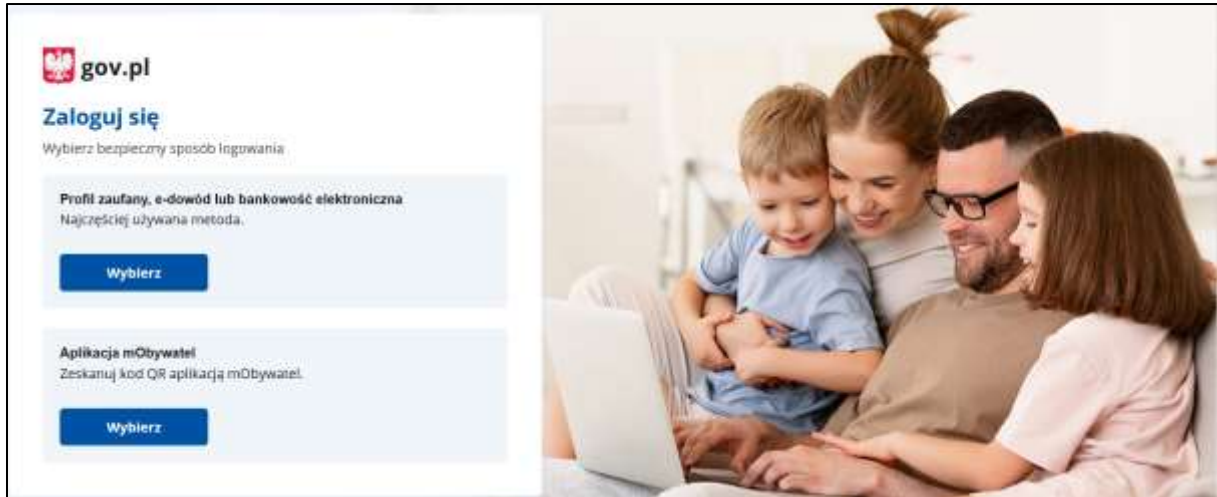 gov.pl
Zaloguj się
Wybierz bezpieczny sposób logowania
Profil zaufany, e-dowód lub bankowość elektroniczna
Najczęściej używana metoda.
Wybierz
Aplikacja mObywatel
Zeskanuj kod QR aplikacją mObywatel.
Wybierz